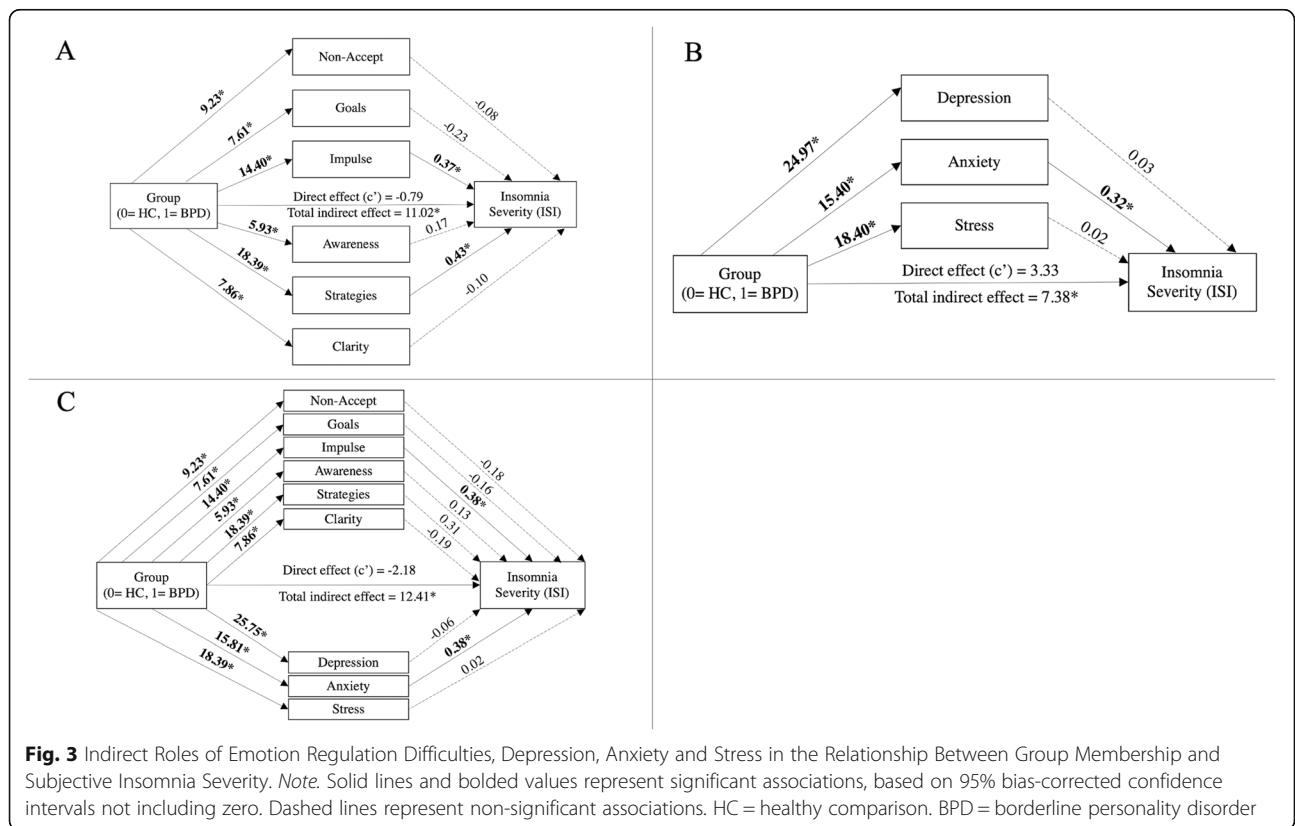 A
Non-Accept
Goals
Impulse
Awareness
Strategies
Clarity
Group
(0= HC, 1= BPD)
9.23*
7.61*
14.40*
5.93*
18.39*
7.86*
Direct effect (c') = -0.79
Total indirect effect = 11.02*
-0.08
-0.23
0.37*
0.17
0.43*
-0.10
Insomnia
Severity (ISI)
B
Depression
Anxiety
Stress
24.97*
15.40*
18.40*
Group
(0= HC, 1= BPD)
Direct effect (c') = 3.33
Total indirect effect = 7.38*
0.03
0.32*
0.02
Insomnia
Severity (ISI)
C
Non-Accept
Goals
Impulse
Awareness
Strategies
Clarity
9.23*
7.61*
14.40*
5.93*
18.39*
7.86*
-0.18
-0.16
0.38*
0.13
0.31
-0.19
Group
(0= HC, 1= BPD)
Direct effect (c') = -2.18
Total indirect effect = 12.41*
Insomnia
Severity (ISI)
25.75*
15.81*
18.39*
-0.06
0.38*
0.02
Depression
Anxiety
Stress
Fig. 3 Indirect Roles of Emotion Regulation Difficulties, Depression, Anxiety and Stress in the Relationship Between Group Membership and
Subjective Insomnia Severity. Note. Solid lines and bolded values represent significant associations, based on 95% bias-corrected confidence
intervals not including zero. Dashed lines represent non-significant associations. HC = healthy comparison. BPD = borderline personality disorder